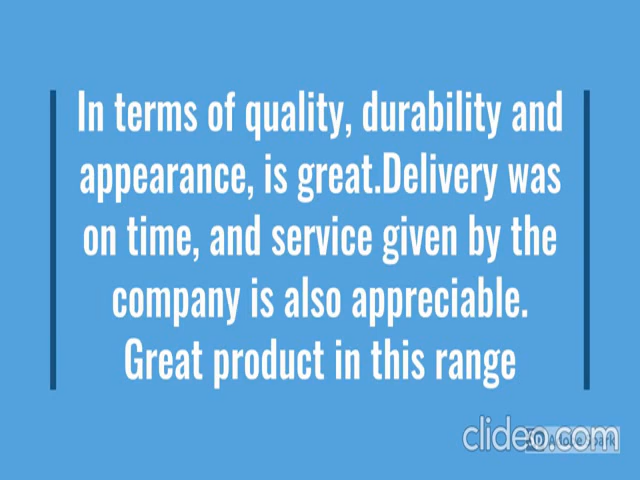 In terms of quality, durability and
appearance, is great.Delivery was
on time, and service given by the
company is also appreciable.
Great product in this range
clideo.com